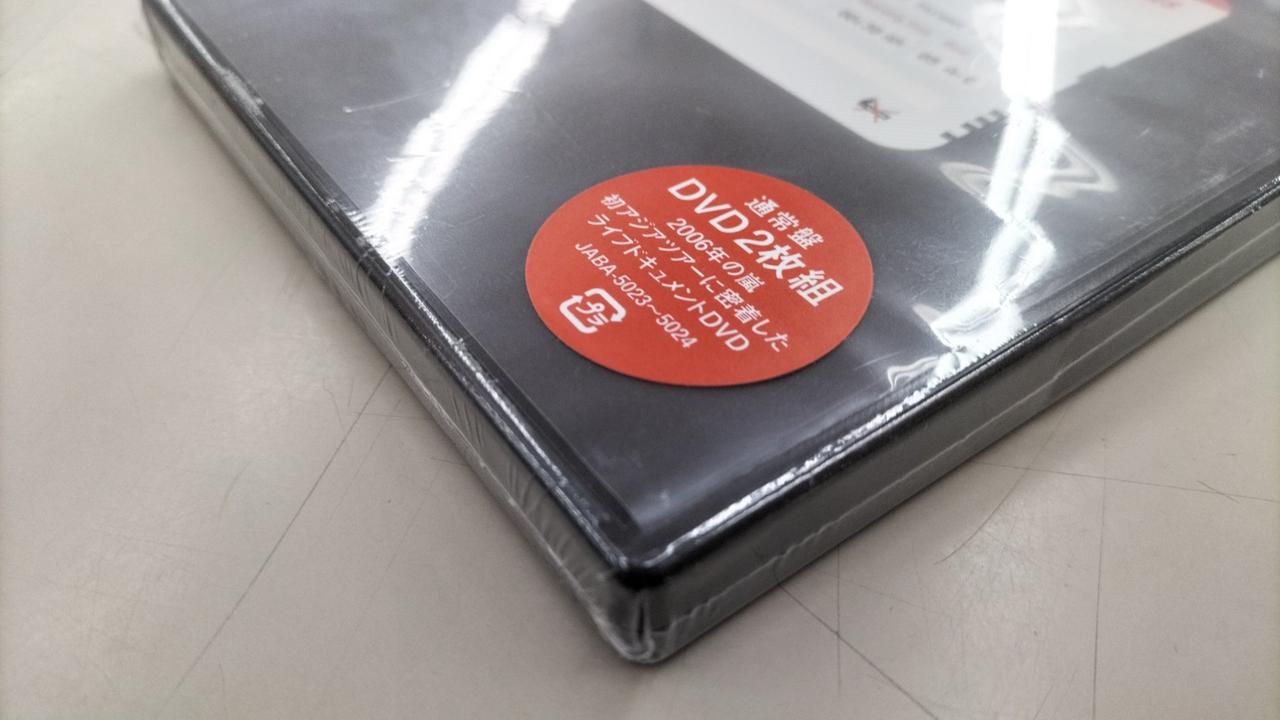 通常盤
DVD2枚組
2006年の嵐
初アジアツアーに密着した
ライブドキュメントDVD
JABA-5023～5024
プラ